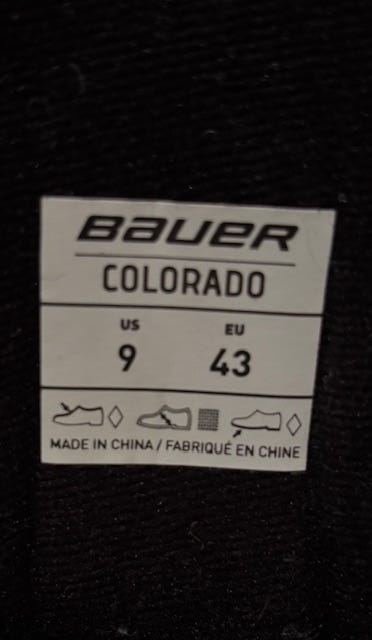 BAUER
COLORADO
US EU
9 43
MADE IN CHINA / FABRIQUÉ EN CHINE